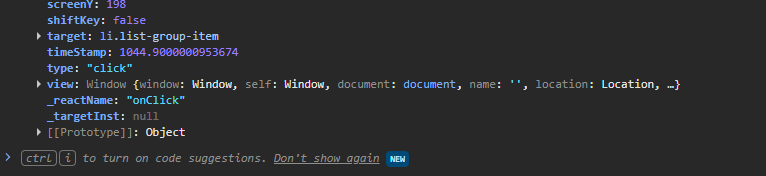 screenY: 198
shiftKey: false
target: li.list-group-item
timeStamp: 1044.9000000953674
type: "click"
view: Window {window: Window, self: Window, document: document, name: '', location: Location, …}
_reactName: "onClick"
_targetInst: null
[[Prototype]]: Object
ctrl i to turn on code suggestions. Don't show again NEW